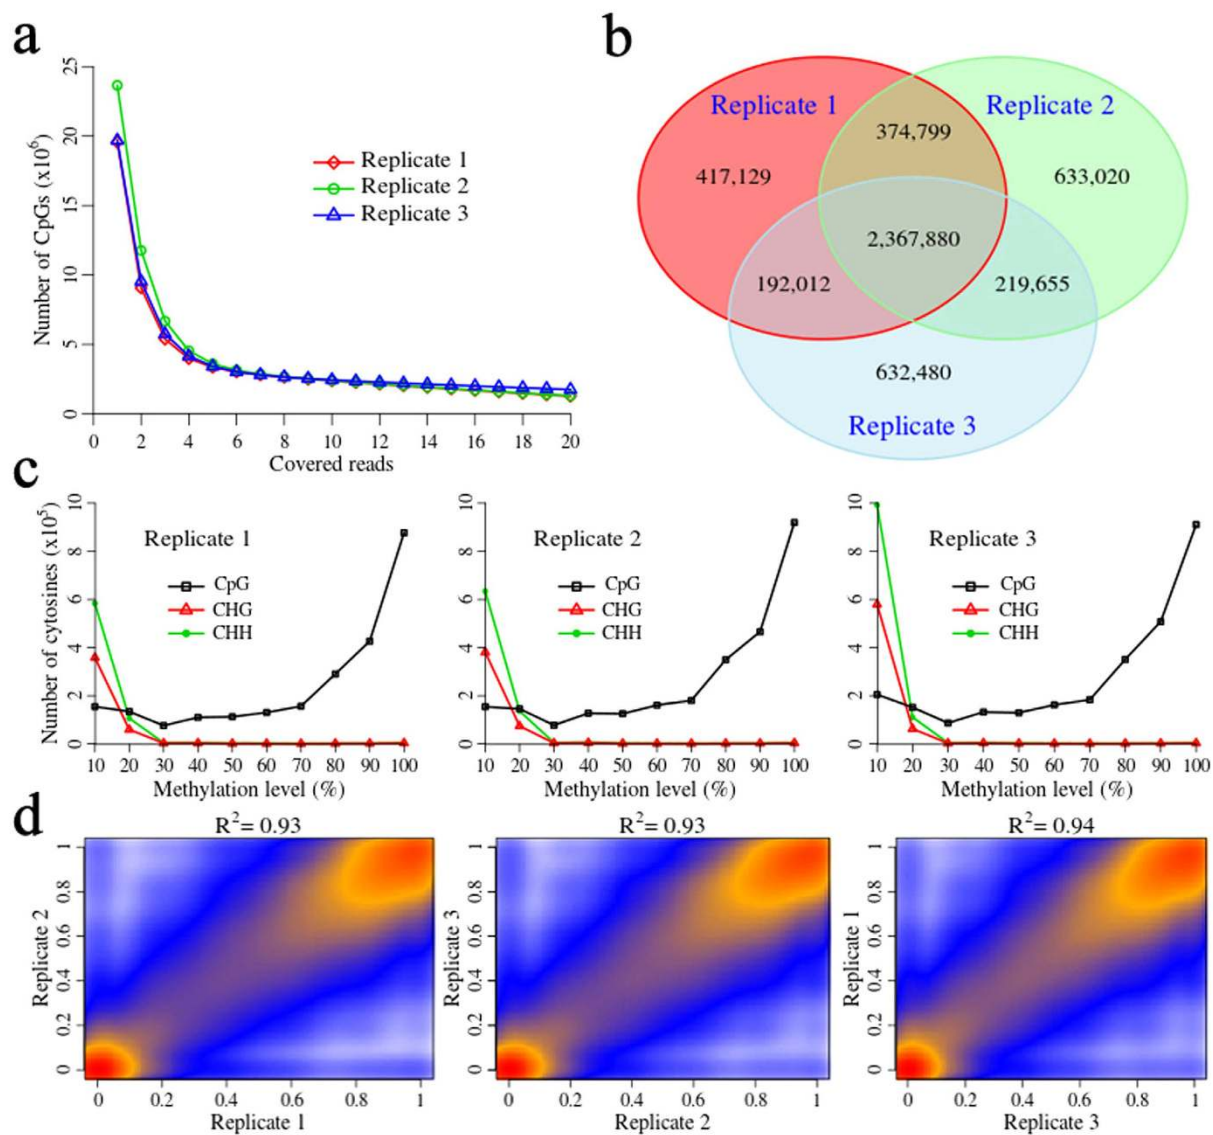 a
Number of CpGs (x10⁶)
0 5 10 15 20 25
Replicate 1
Replicate 2
Replicate 3
0 2 4 6 8 10 12 14 16 18 20
Covered reads
b
Replicate 1
Replicate 2
374,799
417,129
633,020
2,367,880
192,012
219,655
632,480
Replicate 3
c
Number of cytosines (x10⁵)
0 2 4 6 8 10
Replicate 1
CpG
CHG
CHH
10 20 30 40 50 60 70 80 90 100
Methylation level (%)
0 2 4 6 8 10
Replicate 2
CpG
CHG
CHH
10 20 30 40 50 60 70 80 90 100
Methylation level (%)
0 2 4 6 8 10
Replicate 3
CpG
CHG
CHH
10 20 30 40 50 60 70 80 90 100
Methylation level (%)
d
R²= 0.93
Replicate 2
0 0.2 0.4 0.6 0.8 1
0 0.2 0.4 0.6 0.8 1
Replicate 1
R²= 0.93
Replicate 3
0 0.2 0.4 0.6 0.8 1
0 0.2 0.4 0.6 0.8 1
Replicate 2
R²= 0.94
Replicate 1
0 0.2 0.4 0.6 0.8 1
0 0.2 0.4 0.6 0.8 1
Replicate 3